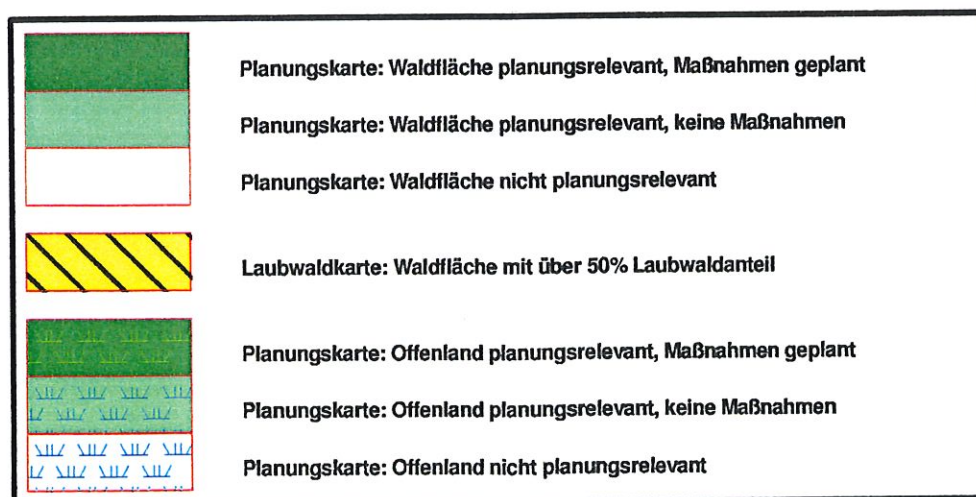 Planungskarte: Waldfläche planungsrelevant, Maßnahmen geplant
Planungskarte: Waldfläche planungsrelevant, keine Maßnahmen
Planungskarte: Waldfläche nicht planungsrelevant
Laubwaldkarte: Waldfläche mit über 50% Laubwaldanteil
Planungskarte: Offenland planungsrelevant, Maßnahmen geplant
Planungskarte: Offenland planungsrelevant, keine Maßnahmen
Planungskarte: Offenland nicht planungsrelevant